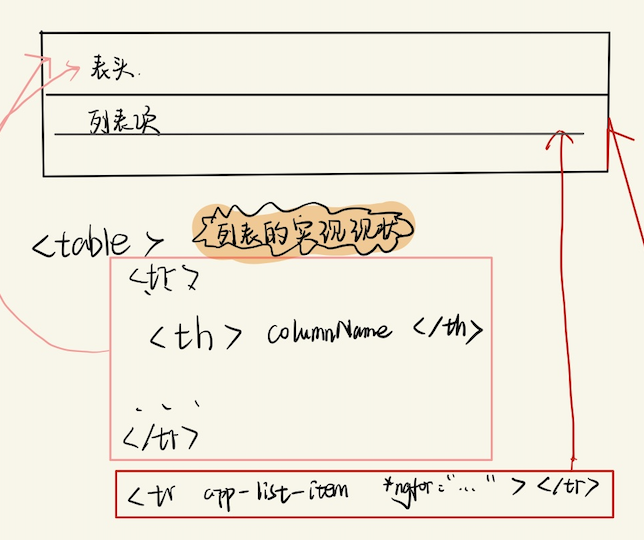 表头.
列表项
列表的实现现状
<table>
<tr>
<th> columnName </th>
. . .
</tr>
<tr app-list-item *ngfor="..." ></tr>